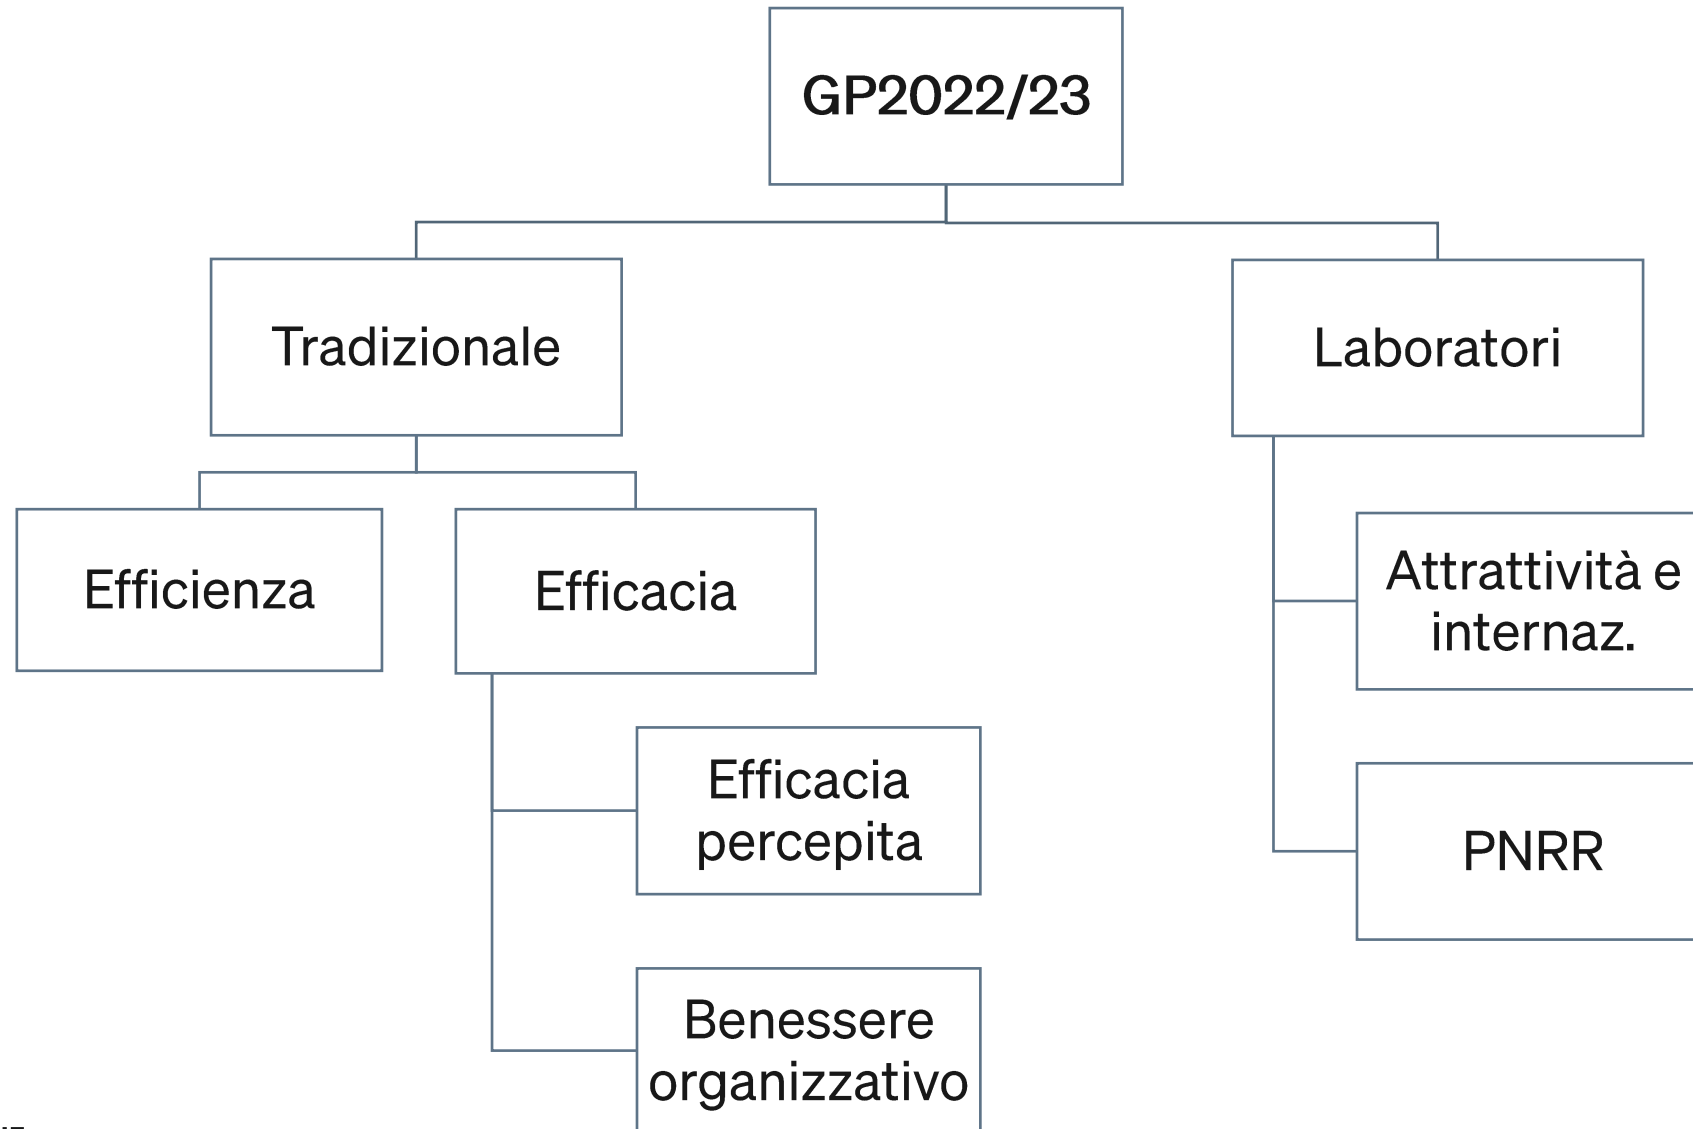 GP2022/23
Tradizionale
Laboratori
Efficienza
Efficacia
Attrattività e
internaz.
Efficacia
percepita
PNRR
Benessere
organizzativo